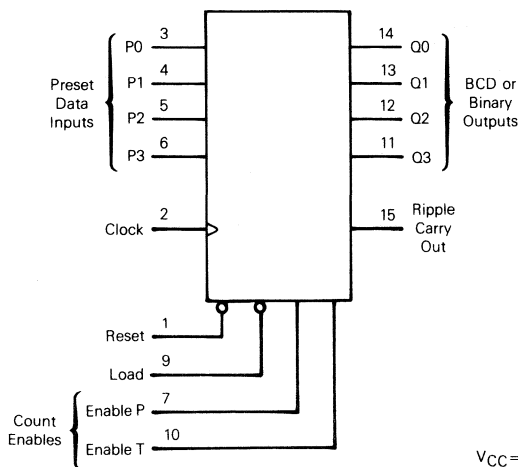 Preset
Data
Inputs
P0 3
P1 4
P2 5
P3 6
Clock 2
14 Q0
13 Q1
12 Q2
11 Q3
BCD or
Binary
Outputs
15 Ripple
Carry
Out
Reset 1
Load 9
Count
Enables
Enable P 7
Enable T 10
VCC=